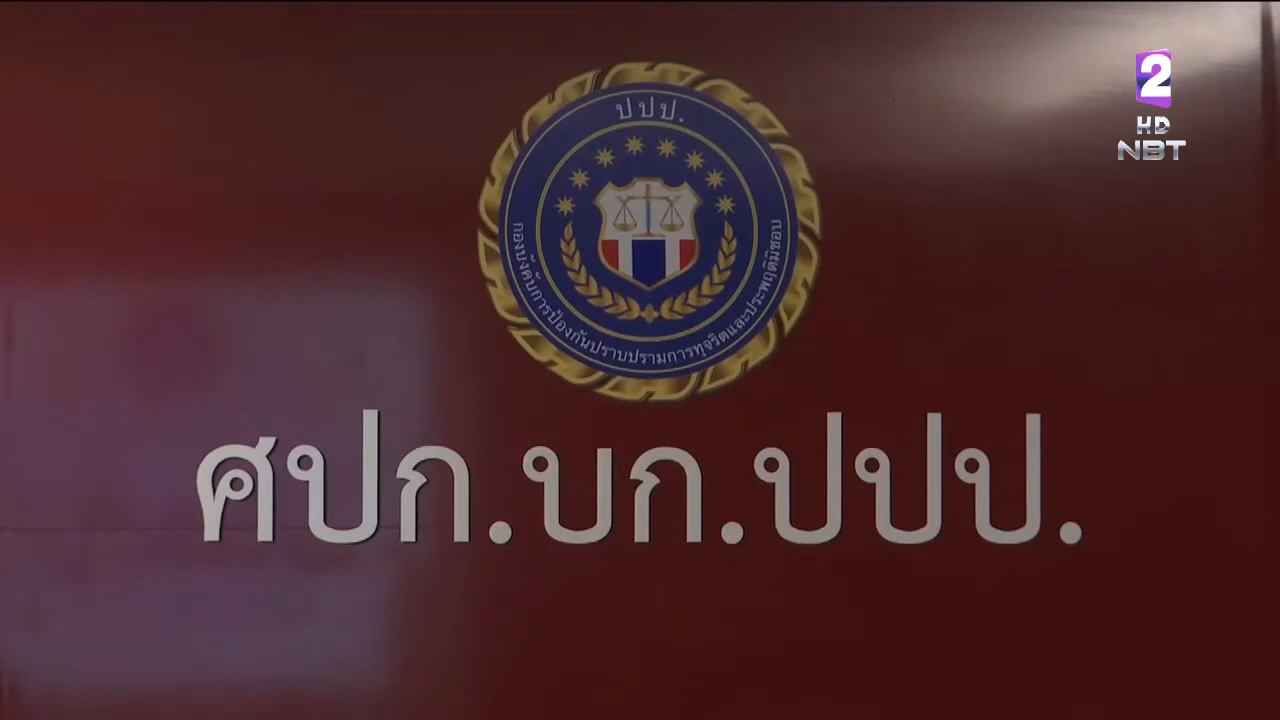 2
HD
NBT
ปปป.
กองบังคับการป้องกันปราบปรามการทุจริตและประพฤติมิชอบ
ศปก.บก.ปปป.